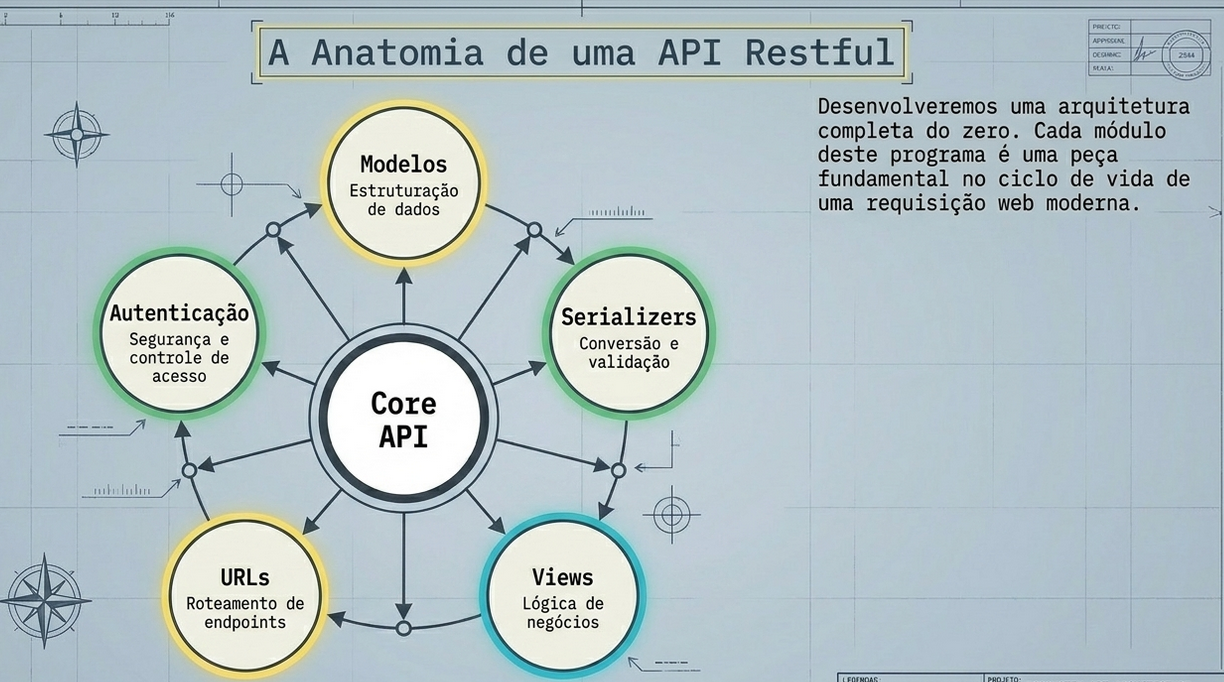 A Anatomia de uma API Restful
Desenvolveremos uma arquitetura
completa do zero. Cada módulo
deste programa é uma peça
fundamental no ciclo de vida de
uma requisição web moderna.
Modelos
Estruturação
de dados
Autenticação
Segurança e
controle de
acesso
Serializers
Conversão e
validação
Core
API
URLs
Roteamento de
endpoints
Views
Lógica de
negócios
LEGENDAS:
PROJETO: